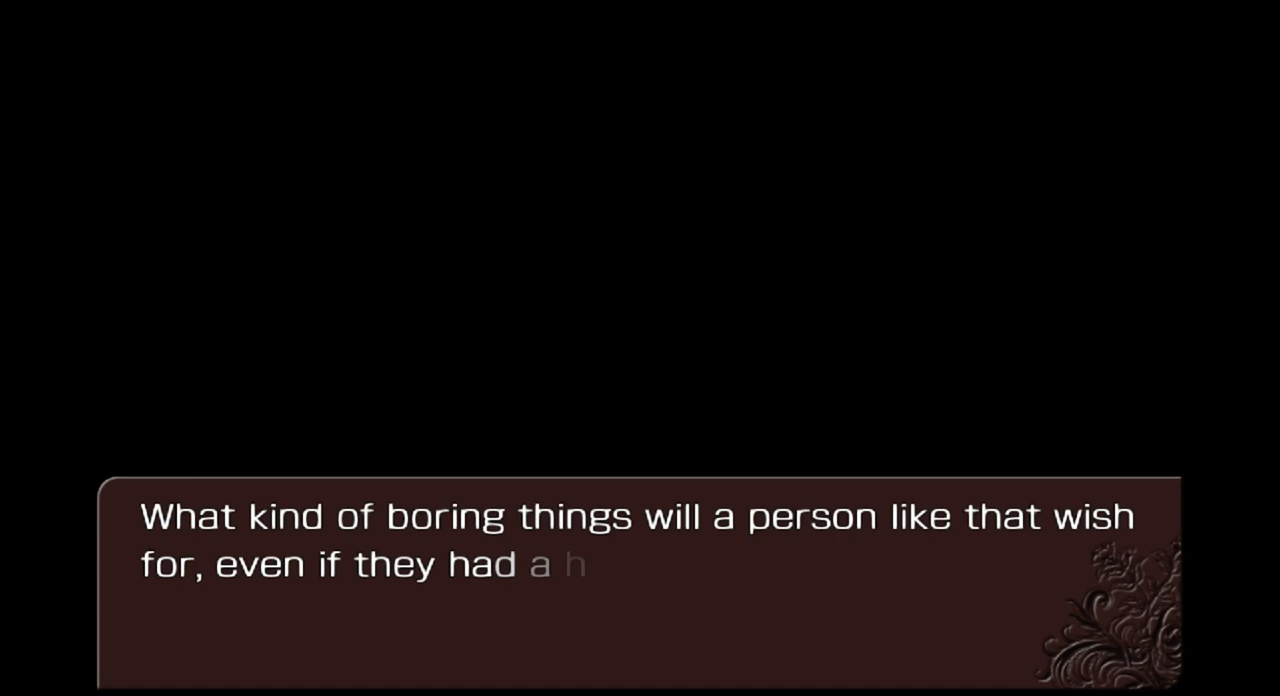 What kind of boring things will a person like that wish
for, even if they had a h